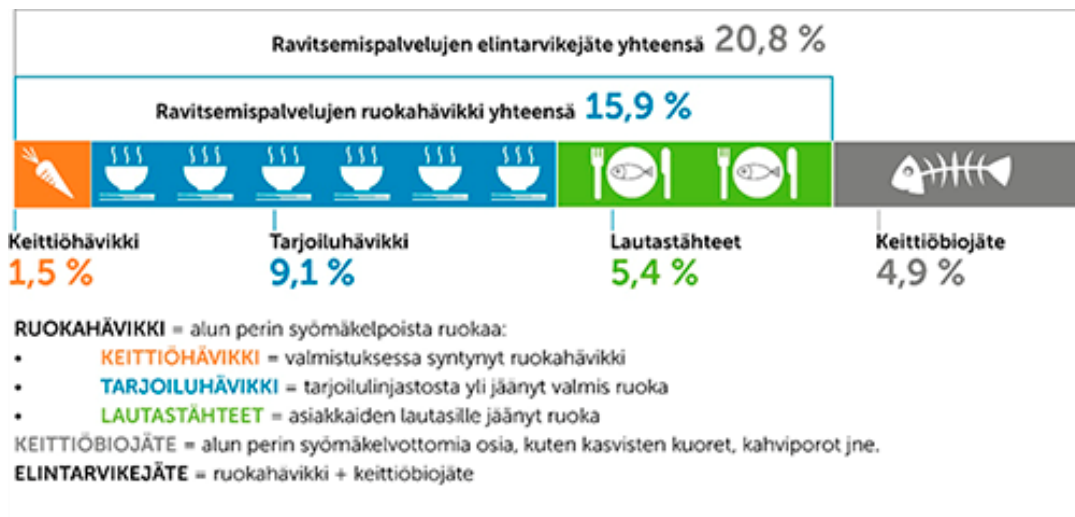 Ravitsemispalvelujen elintarvikejäte yhteensä 20,8 %
Ravitsemispalvelujen ruokahävikki yhteensä 15,9 %
Keittiöhävikki
1,5 %
Tarjoiluhävikki
9,1 %
Lautastähteet
5,4 %
Keittiöbiojäte
4,9 %
RUOKAHÄVIKKI = alun perin syömäkelpoista ruokaa:
• KEITTIÖHÄVIKKI = valmistuksessa syntynyt ruokahävikki
• TARJOILUHÄVIKKI = tarjoilulinjastosta yli jäänyt valmis ruoka
• LAUTASTÄHTEET = asiakkaiden lautasille jäänyt ruoka
KEITTIÖBIOJÄTE = alun perin syömäkelvottomia osia, kuten kasvisten kuoret, kahviporot jne.
ELINTARVIKEJÄTE = ruokahävikki + keittiöbiojäte